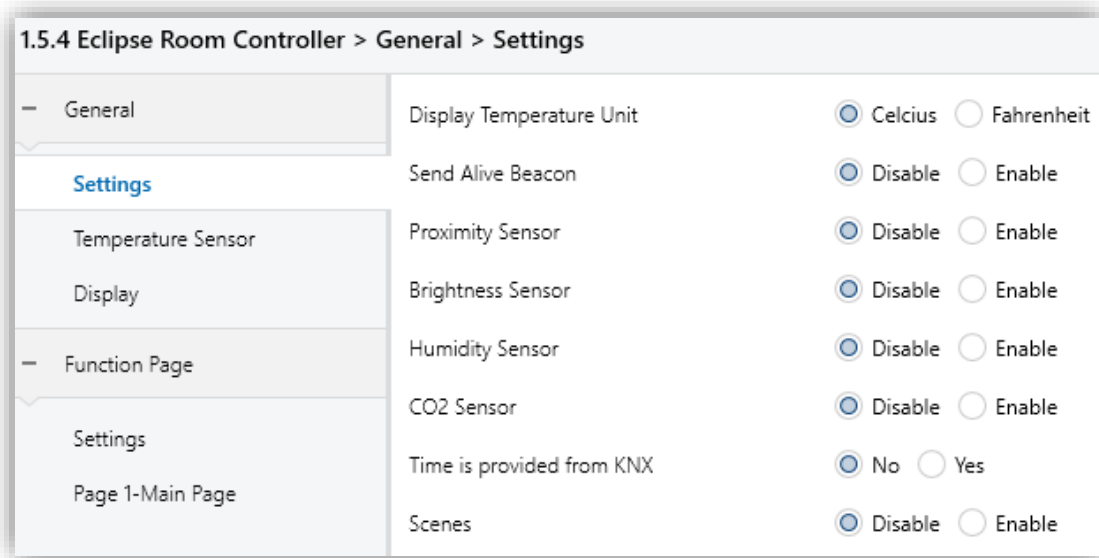 1.5.4 Eclipse Room Controller > General > Settings
− General
Settings
Temperature Sensor
Display
− Function Page
Settings
Page 1-Main Page
Display Temperature Unit Celcius Fahrenheit
Send Alive Beacon Disable Enable
Proximity Sensor Disable Enable
Brightness Sensor Disable Enable
Humidity Sensor Disable Enable
CO2 Sensor Disable Enable
Time is provided from KNX No Yes
Scenes Disable Enable